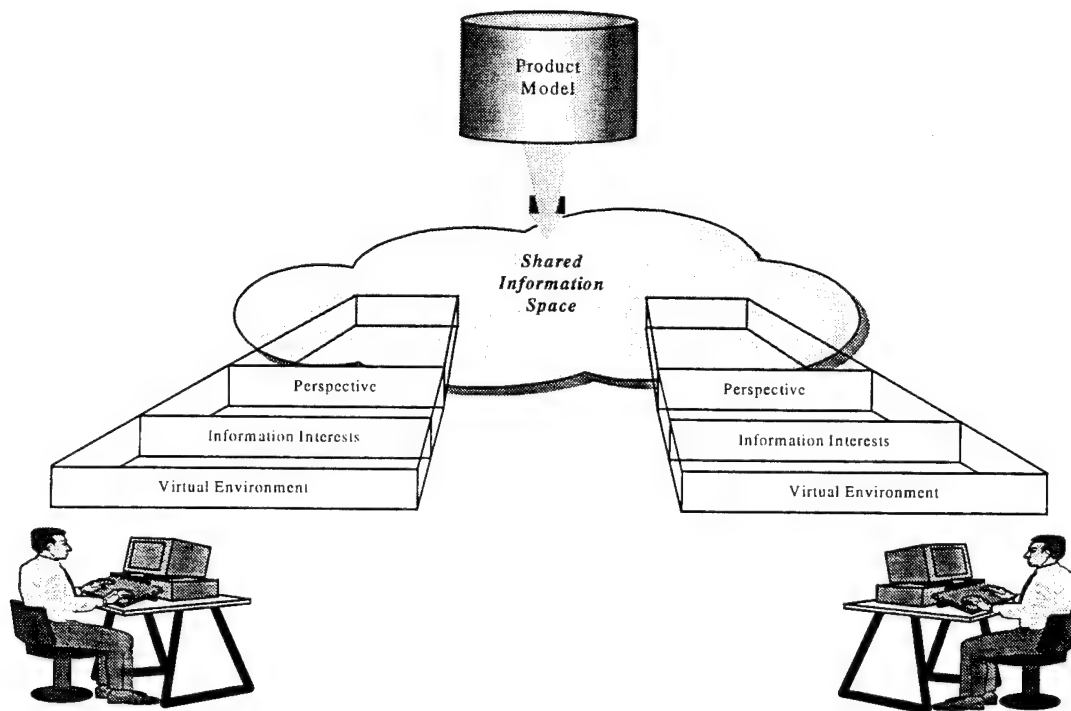 Product
Model
Shared
Information
Space
Perspective
Information Interests
Virtual Environment
Perspective
Information Interests
Virtual Environment